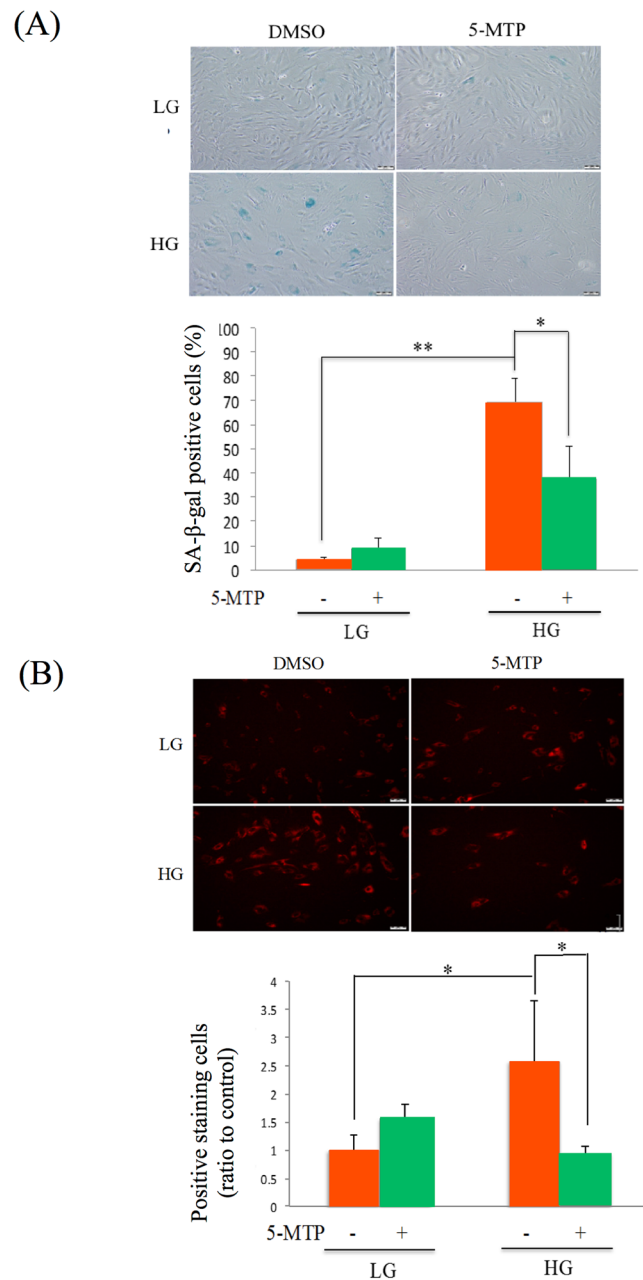 (A)
DMSO 5-MTP
LG
HG
SA-β-gal positive cells (%)
100
90
80
70
60
50
40
30
20
10
0
** *
5-MTP - + - +
LG HG
(B)
DMSO 5-MTP
LG
HG
Positive staining cells
(ratio to control)
4
3.5
3
2.5
2
1.5
1
0.5
0
* *
5-MTP - + - +
LG HG